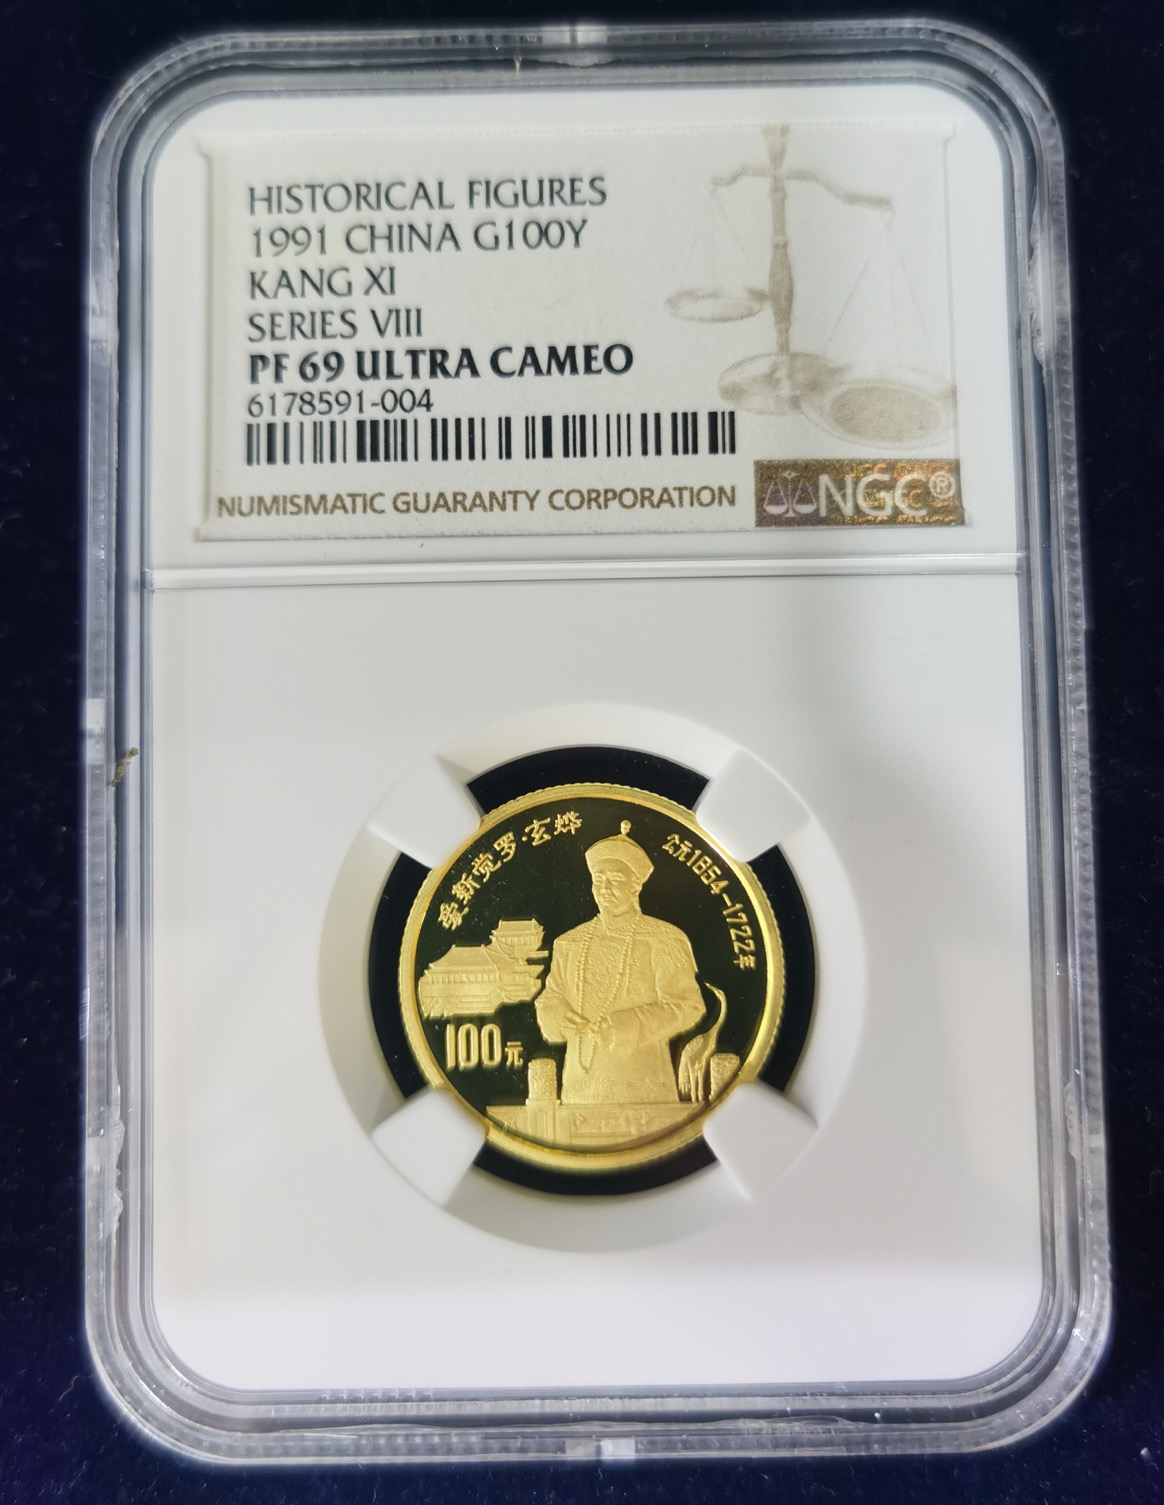 HISTORICAL FIGURES
1991 CHINA G100Y
KANG XI
SERIES VIII
PF 69 ULTRA CAMEO
6178591-004
NUMISMATIC GUARANTY CORPORATION
NGC®
爱新觉罗·玄烨
公元1654-1722年
100元